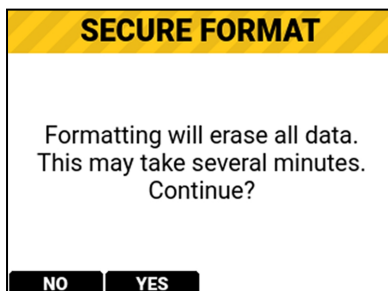 SECURE FORMAT
Formatting will erase all data.
This may take several minutes.
Continue?
NO YES